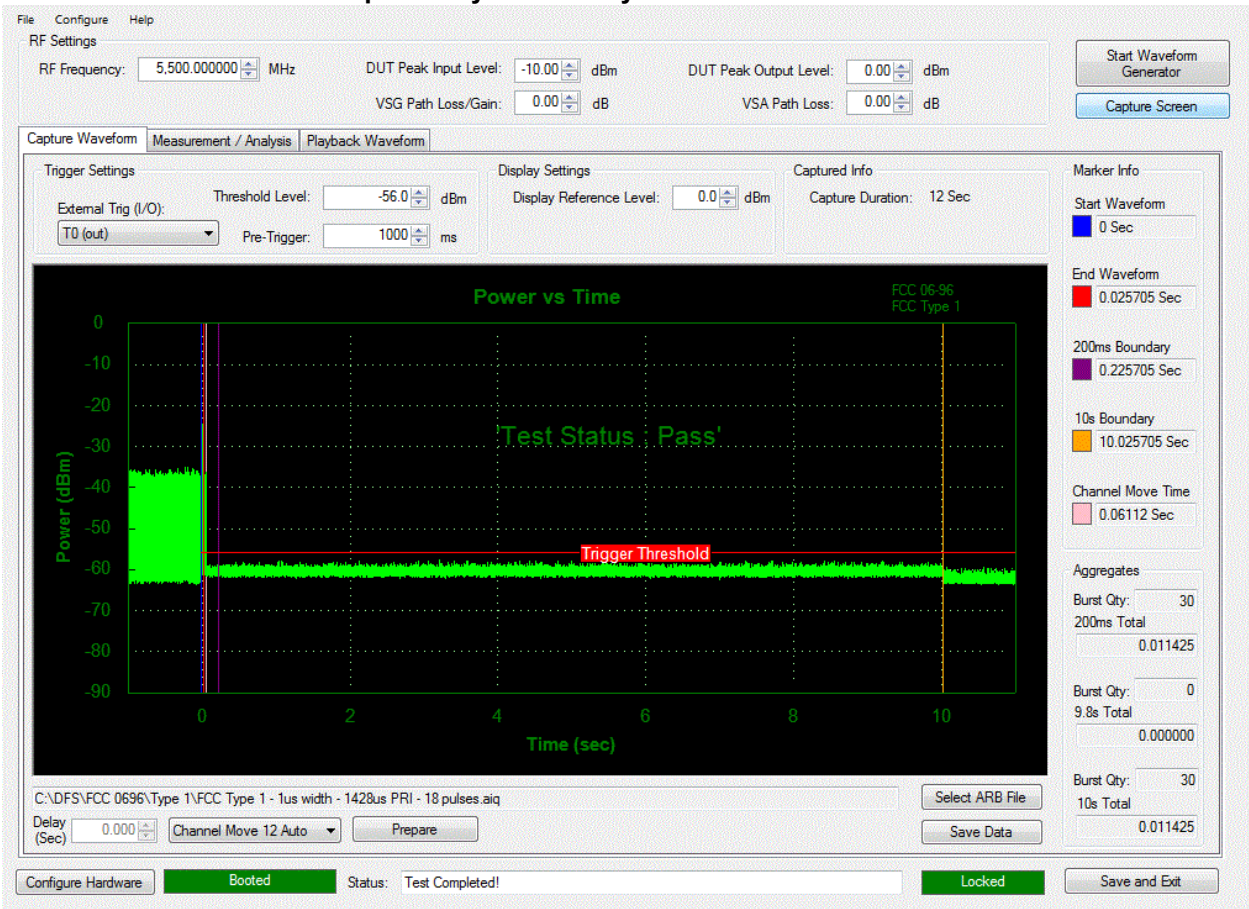 File Configure Help
RF Settings
RF Frequency: 5,500.000000 MHz DUT Peak Input Level: -10.00 dBm DUT Peak Output Level: 0.00 dBm
VSG Path Loss/Gain: 0.00 dB VSA Path Loss: 0.00 dB
Start Waveform
Generator
Capture Screen
Capture Waveform Measurement / Analysis Playback Waveform
Trigger Settings
Threshold Level: -56.0 dBm
External Trig (I/O):
T0 (out)
Pre-Trigger: 1000 ms
Display Settings
Display Reference Level: 0.0 dBm
Captured Info
Capture Duration: 12 Sec
Marker Info
Start Waveform
0 Sec
End Waveform
0.025705 Sec
200ms Boundary
0.225705 Sec
10s Boundary
10.025705 Sec
Channel Move Time
0.06112 Sec
Power vs Time
FCC 06-96
FCC Type 1
0
-10
-20
-30
-40
-50
-60
-70
-80
-90
Power (dBm)
'Test Status : Pass'
Trigger Threshold
0 2 4 6 8 10
Time (sec)
Aggregates
Burst Qty: 30
200ms Total
0.011425
Burst Qty: 0
9.8s Total
0.000000
Burst Qty: 30
10s Total
0.011425
C:\DFS\FCC 0696\Type 1\FCC Type 1 - 1us width - 1428us PRI - 18 pulses.aiq
Select ARB File
Delay
(Sec) 0.000 Channel Move 12 Auto Prepare
Save Data
Configure Hardware Booted Status: Test Completed! Locked Save and Exit